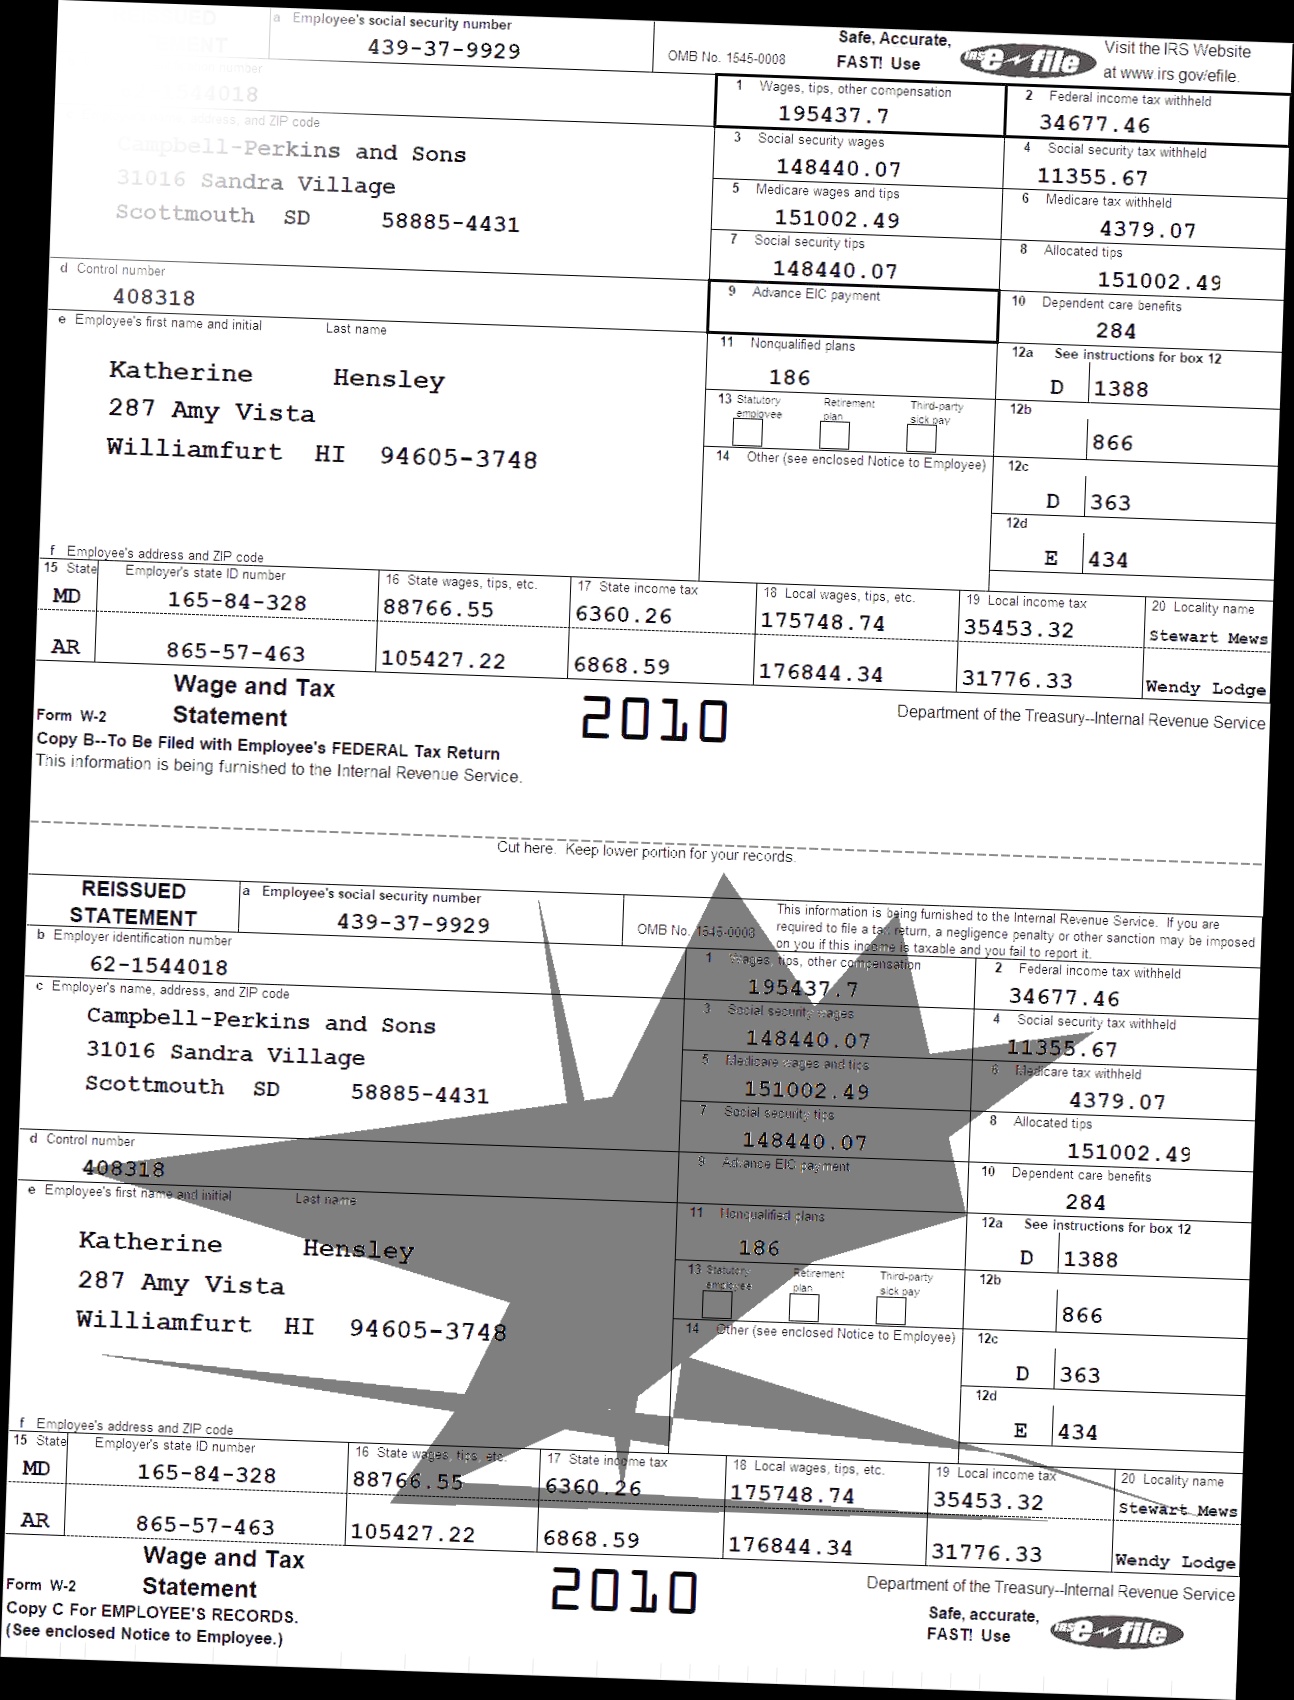 REISSUED
STATEMENT
a Employee's social security number
439-37-9929
OMB No. 1545-0008
Safe, Accurate,
FAST! Use
IRS e-file
Visit the IRS Website
at www.irs.gov/efile.
number
544018
address, and ZIP code
Campbell-Perkins and Sons
31016 Sandra Village
Scottmouth SD 58885-4431
1 Wages, tips, other compensation
195437.7
2 Federal income tax withheld
34677.46
3 Social security wages
148440.07
4 Social security tax withheld
11355.67
5 Medicare wages and tips
151002.49
6 Medicare tax withheld
4379.07
7 Social security tips
148440.07
8 Allocated tips
151002.49
d Control number
408318
9 Advance EIC payment
10 Dependent care benefits
284
e Employee's first name and initial Last name
Katherine Hensley
287 Amy Vista
Williamfurt HI 94605-3748
11 Nonqualified plans
186
12a See instructions for box 12
D 1388
13 Statutory employee Retirement plan Third-party sick pay
12b
866
14 Other (see enclosed Notice to Employee)
12c
D 363
12d
E 434
f Employee's address and ZIP code
15 State Employer's state ID number 16 State wages, tips, etc. 17 State income tax 18 Local wages, tips, etc. 19 Local income tax 20 Locality name
MD 165-84-328 88766.55 6360.26 175748.74 35453.32 Stewart Mews
AR 865-57-463 105427.22 6868.59 176844.34 31776.33 Wendy Lodge
Form W-2 Wage and Tax
Statement
2010
Department of the Treasury--Internal Revenue Service
Copy B--To Be Filed with Employee's FEDERAL Tax Return
This information is being furnished to the Internal Revenue Service.
Cut here. Keep lower portion for your records.
REISSUED
STATEMENT
a Employee's social security number
439-37-9929
OMB No. 1545-0008
This information is being furnished to the Internal Revenue Service. If you are
required to file a tax return, a negligence penalty or other sanction may be imposed
on you if this income is taxable and you fail to report it.
b Employer identification number
62-1544018
c Employer's name, address, and ZIP code
Campbell-Perkins and Sons
31016 Sandra Village
Scottmouth SD 58885-4431
1 Wages, tips, other compensation
195437.7
2 Federal income tax withheld
34677.46
3 Social security wages
148440.07
4 Social security tax withheld
11355.67
5 Medicare wages and tips
151002.49
6 Medicare tax withheld
4379.07
7 Social security tips
148440.07
8 Allocated tips
151002.49
d Control number
408318
9 Advance EIC payment
10 Dependent care benefits
284
e Employee's first name and initial Last name
Katherine Hensley
287 Amy Vista
Williamfurt HI 94605-3748
11 Nonqualified plans
186
12a See instructions for box 12
D 1388
13 Statutory employee Retirement plan Third-party sick pay
12b
866
14 Other (see enclosed Notice to Employee)
12c
D 363
12d
E 434
f Employee's address and ZIP code
15 State Employer's state ID number 16 State wages, tips, etc. 17 State income tax 18 Local wages, tips, etc. 19 Local income tax 20 Locality name
MD 165-84-328 88766.55 6360.26 175748.74 35453.32 Stewart Mews
AR 865-57-463 105427.22 6868.59 176844.34 31776.33 Wendy Lodge
Form W-2 Wage and Tax
Statement
2010
Department of the Treasury--Internal Revenue Service
Copy C For EMPLOYEE'S RECORDS.
(See enclosed Notice to Employee.)
Safe, accurate,
FAST! Use
IRS e-file